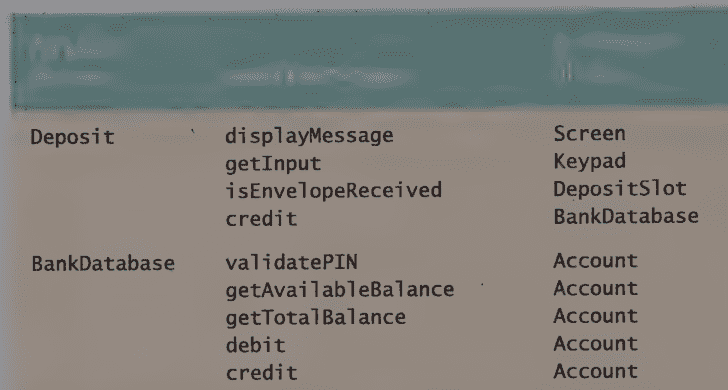 Deposit displayMessage Screen
getInput Keypad
isEnvelopeReceived DepositSlot
credit BankDatabase
BankDatabase validatePIN Account
getAvailableBalance Account
getTotalBalance Account
debit Account
credit Account